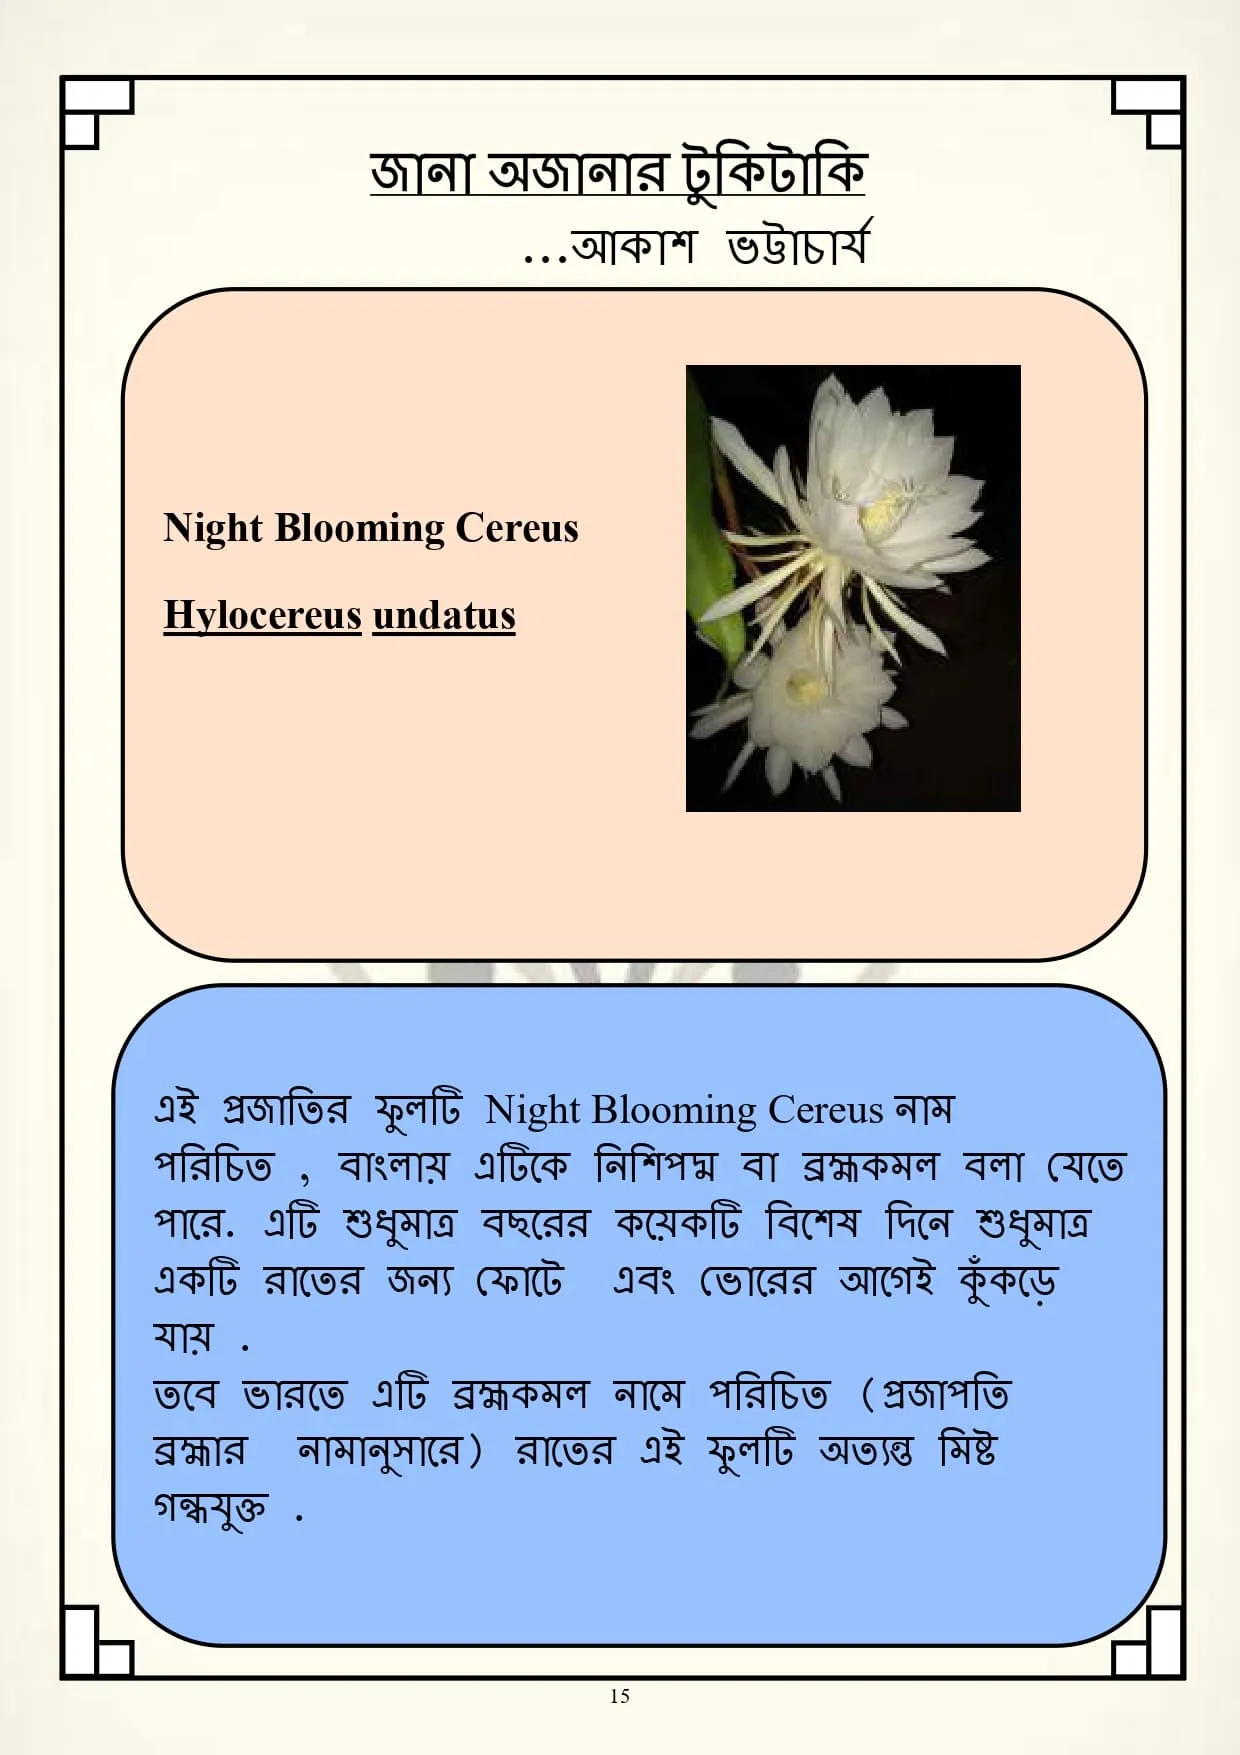 জানা অজানার টুকিটাকি
...আকাশ ভট্টাচার্য
Night Blooming Cereus
Hylocereus undatus
এই প্রজাতির ফুলটি Night Blooming Cereus নাম
পরিচিত , বাংলায় এটিকে নিশিপদ্ম বা ব্রহ্মকমল বলা যেতে
পারে. এটি শুধুমাত্র বছরের কয়েকটি বিশেষ দিনে শুধুমাত্র
একটি রাতের জন্য ফোটে এবং ভোরের আগেই কুঁকড়ে
যায় .
তবে ভারতে এটি ব্রহ্মকমল নামে পরিচিত (প্রজাপতি
ব্রহ্মার নামানুসারে) রাতের এই ফুলটি অত্যন্ত মিষ্ট
গন্ধযুক্ত .
15